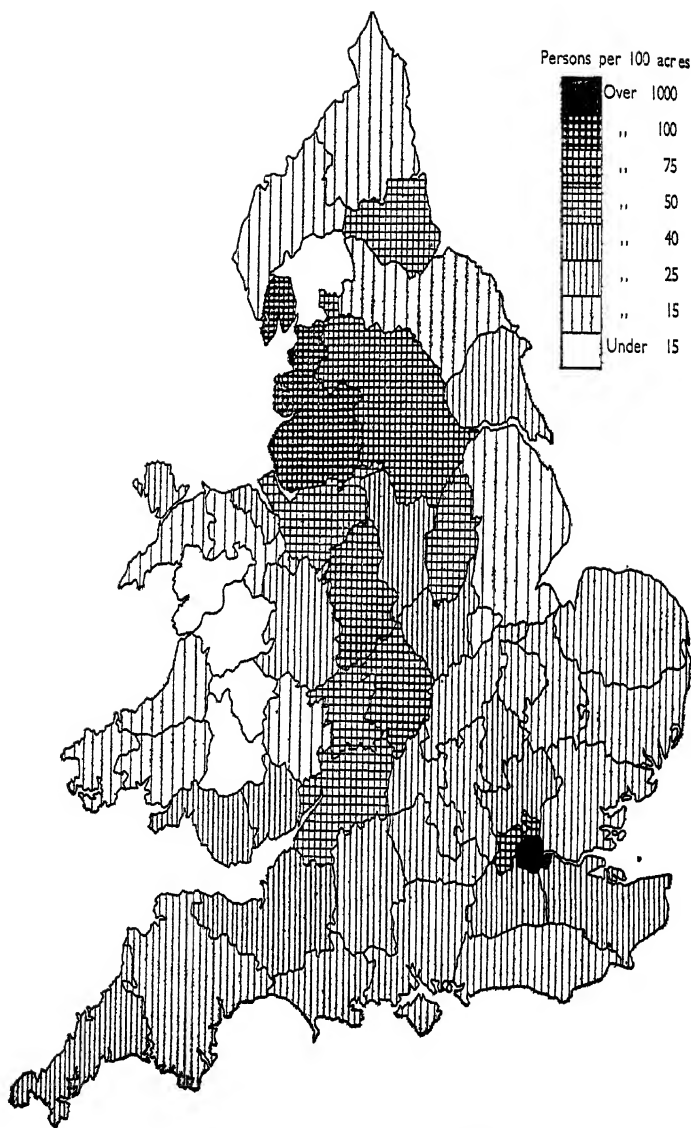 Persons per 100 acres
Over 1000
,, 100
,, 75
,, 50
,, 40
,, 25
,, 15
Under 15